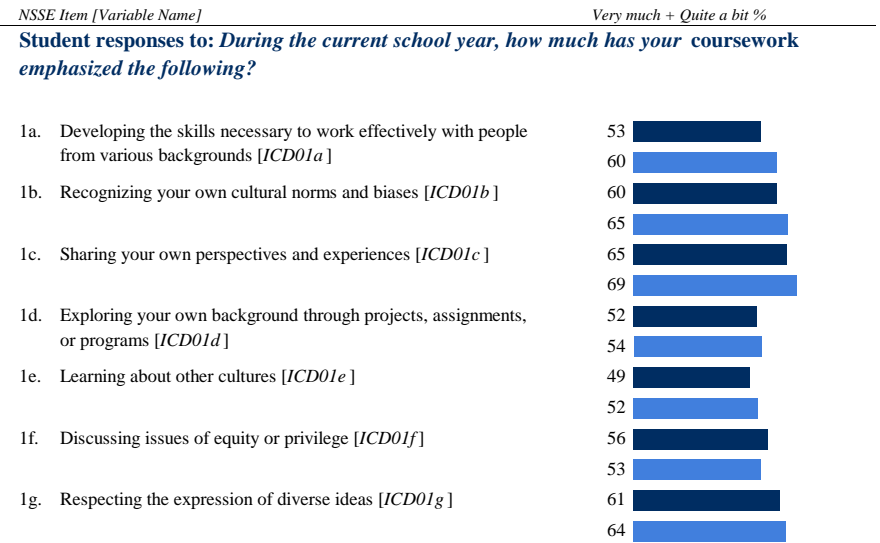 NSSE Item [Variable Name] Very much + Quite a bit %
Student responses to: During the current school year, how much has your coursework
emphasized the following?
1a. Developing the skills necessary to work effectively with people 53
from various backgrounds [ICD01a ]
60
1b. Recognizing your own cultural norms and biases [ICD01b ] 60
65
1c. Sharing your own perspectives and experiences [ICD01c ] 65
69
1d. Exploring your own background through projects, assignments, 52
or programs [ICD01d ]
54
1e. Learning about other cultures [ICD01e ] 49
52
1f. Discussing issues of equity or privilege [ICD01f ] 56
53
1g. Respecting the expression of diverse ideas [ICD01g ] 61
64